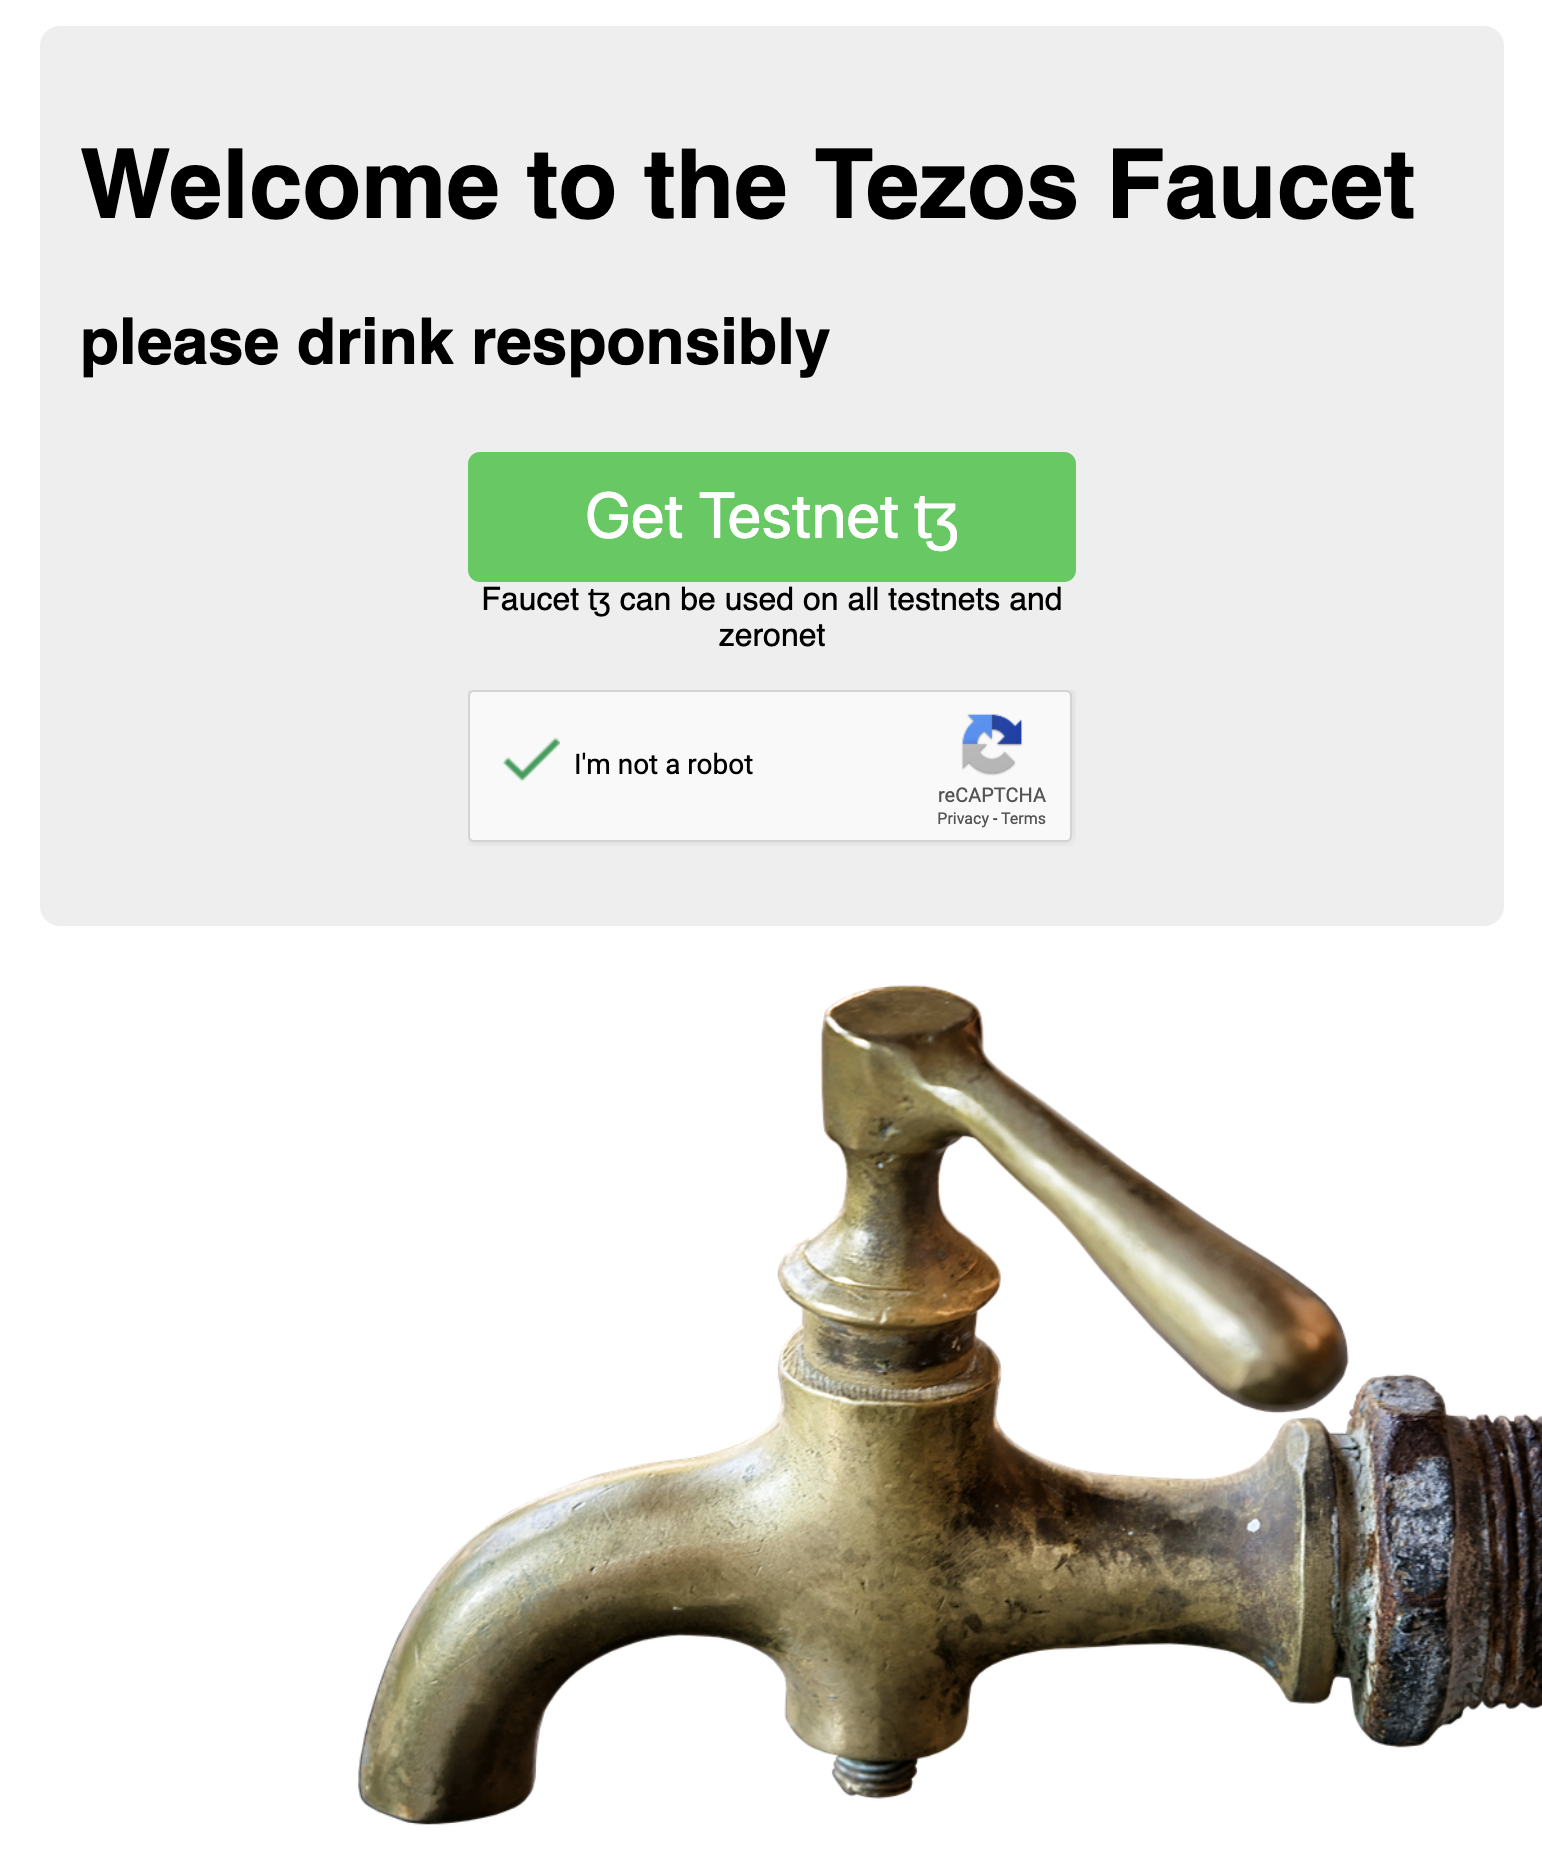 Welcome to the Tezos Faucet
please drink responsibly
Get Testnet ꜩ
Faucet ꜩ can be used on all testnets and
zeronet
I'm not a robot
reCAPTCHA
Privacy - Terms